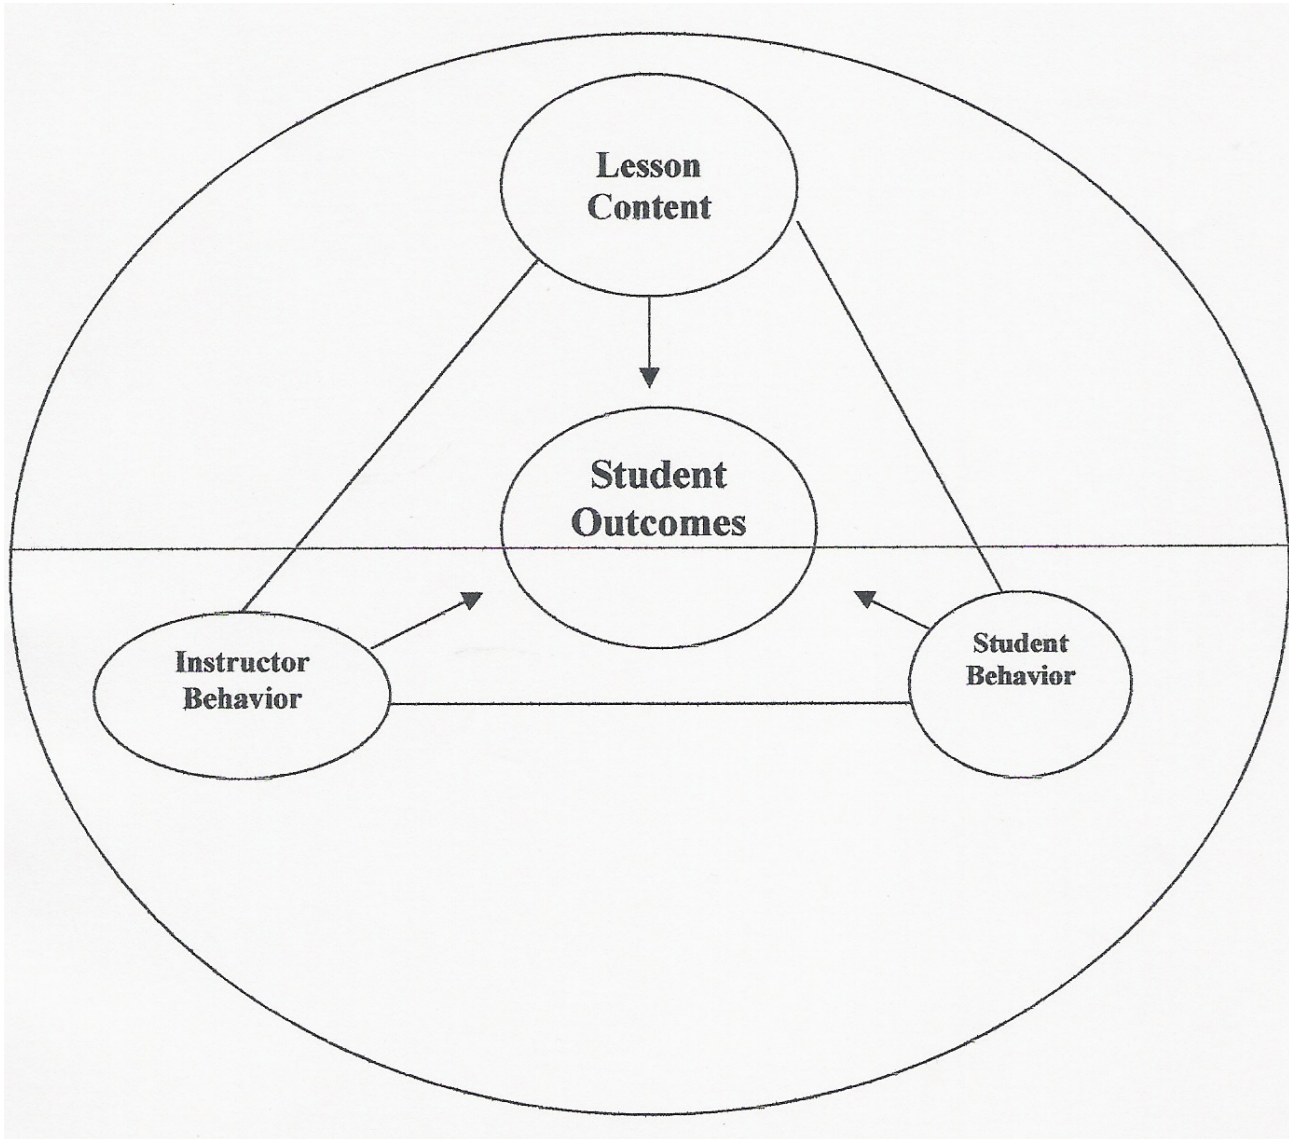 Lesson
Content
Student
Outcomes
Instructor
Behavior
Student
Behavior